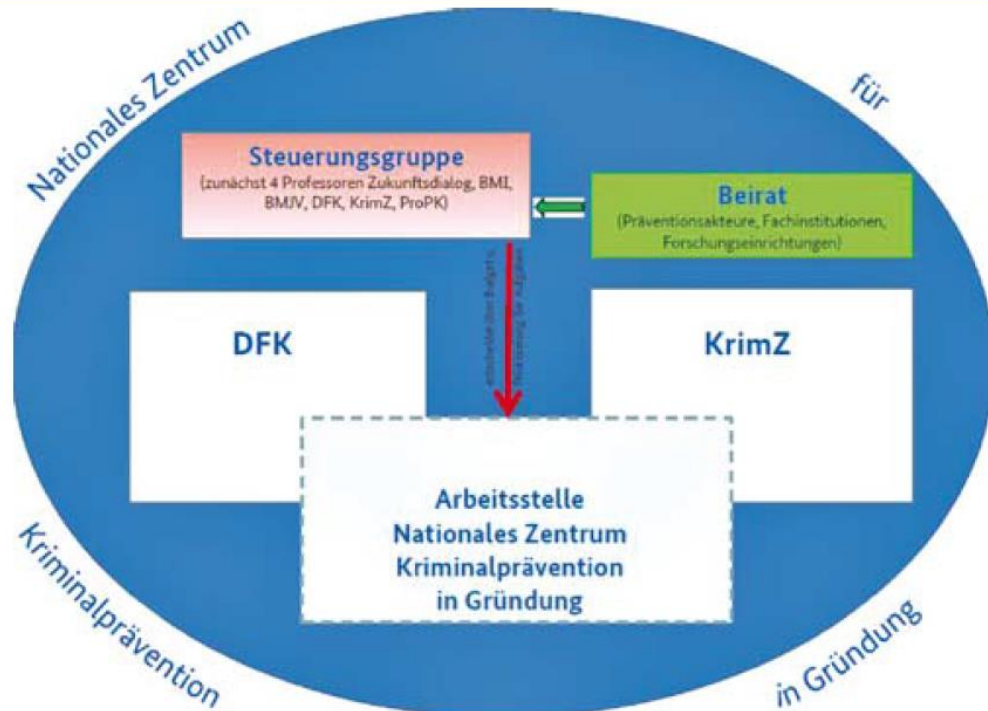 Nationales Zentrum
für
Steuerungsgruppe
(zunächst 4 Professoren Zukunftsdialog, BMI,
BMJV, DFK, KrimZ, ProPK)
Beirat
(Präventionsakteure, Fachinstitutionen,
Forschungseinrichtungen)
DFK
KrimZ
Arbeitsstelle
Nationales Zentrum
Kriminalprävention
in Gründung
Kriminalprävention
in Gründung